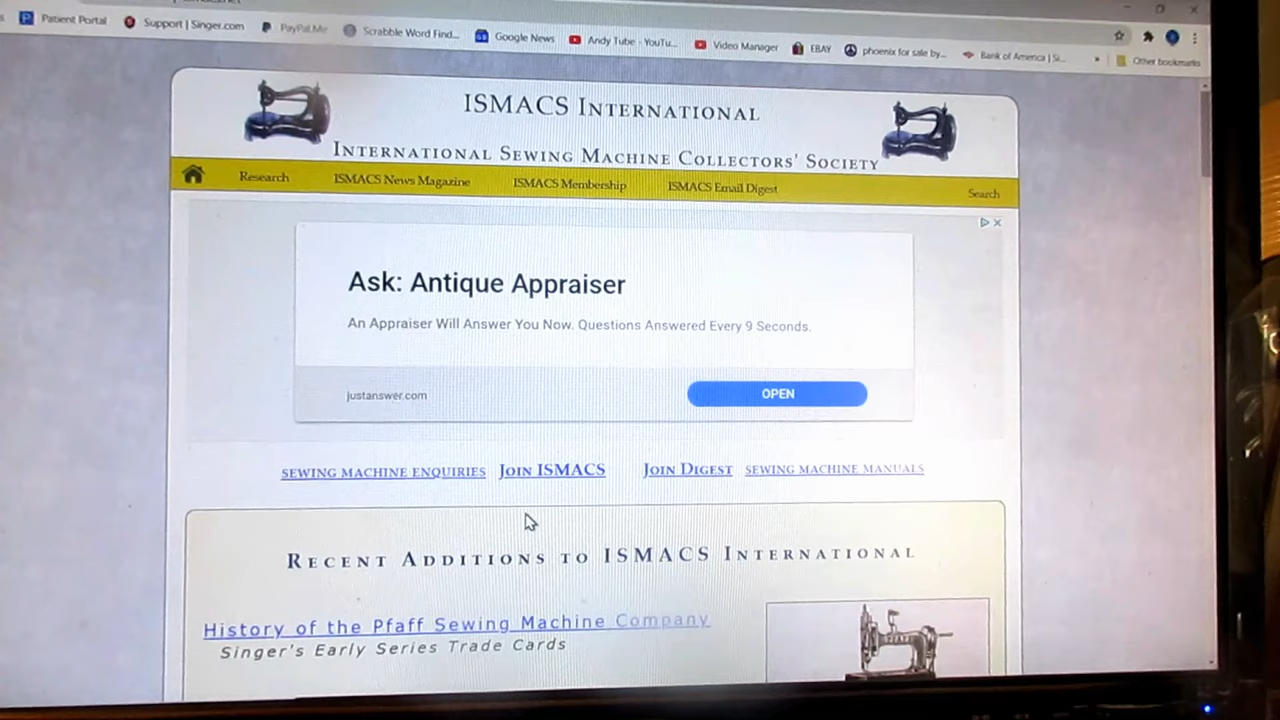 Patient Portal Support | Singer.com PayPal.Me Scrabble Word Find... Google News Andy Tube - YouTu... Video Manager EBAY phoenix for sale by... Bank of America | Si... » Other bookmarks
ISMACS International
International Sewing Machine Collectors' Society
Research ISMACS News Magazine ISMACS Membership ISMACS Email Digest Search
Ask: Antique Appraiser
An Appraiser Will Answer You Now. Questions Answered Every 9 Seconds.
justanswer.com OPEN
SEWING MACHINE ENQUIRIES Join ISMACS Join Digest SEWING MACHINE MANUALS
Recent Additions to ISMACS International
History of the Pfaff Sewing Machine Company
Singer's Early Series Trade Cards